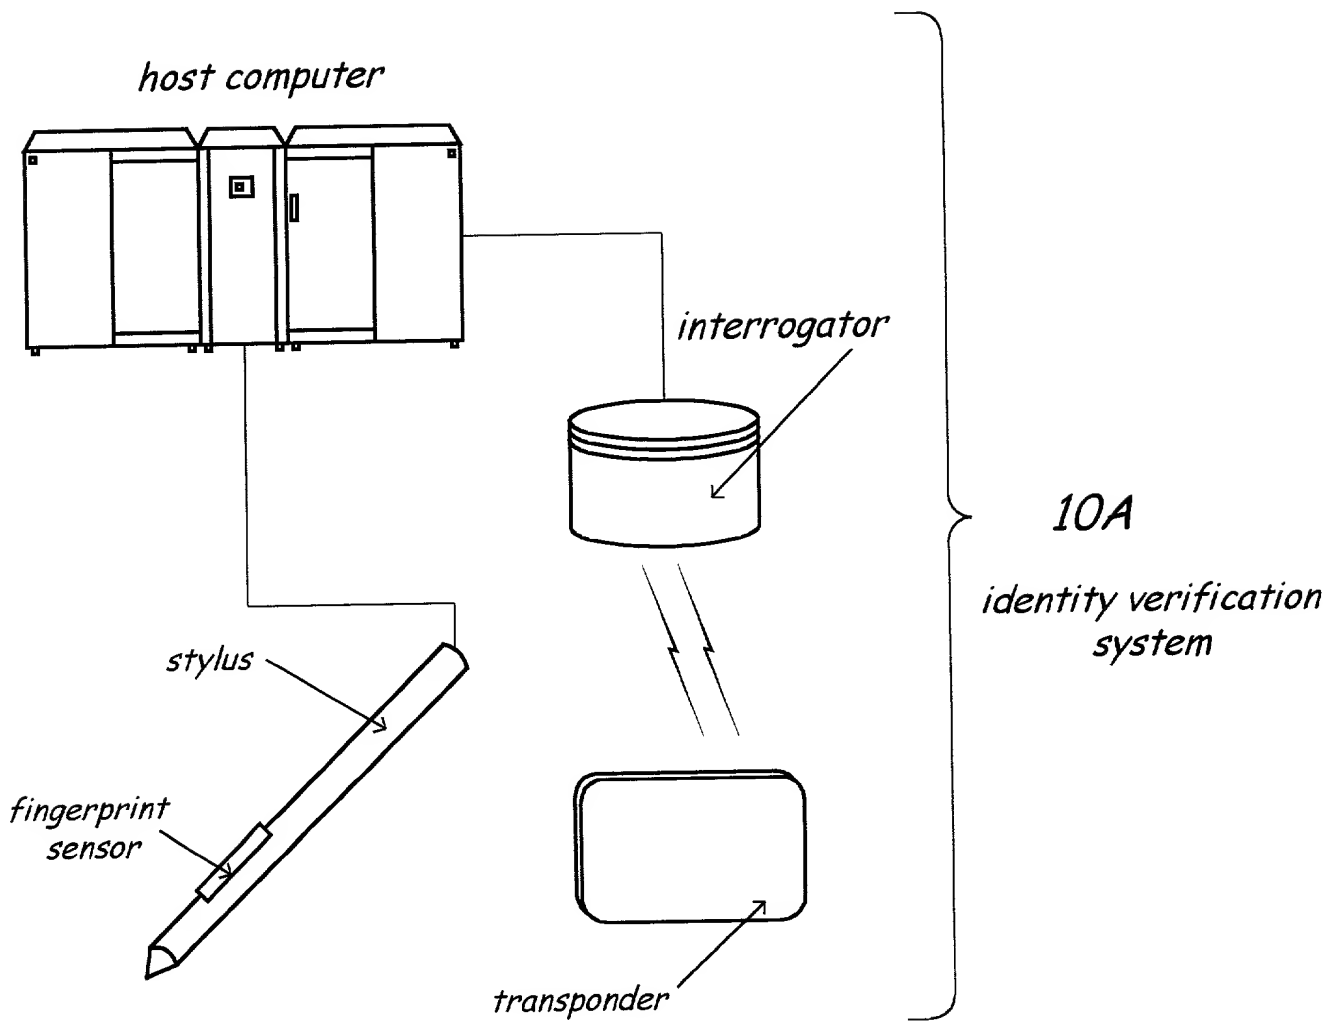 host computer
interrogator
10A
identity verification
system
stylus
fingerprint
sensor
transponder